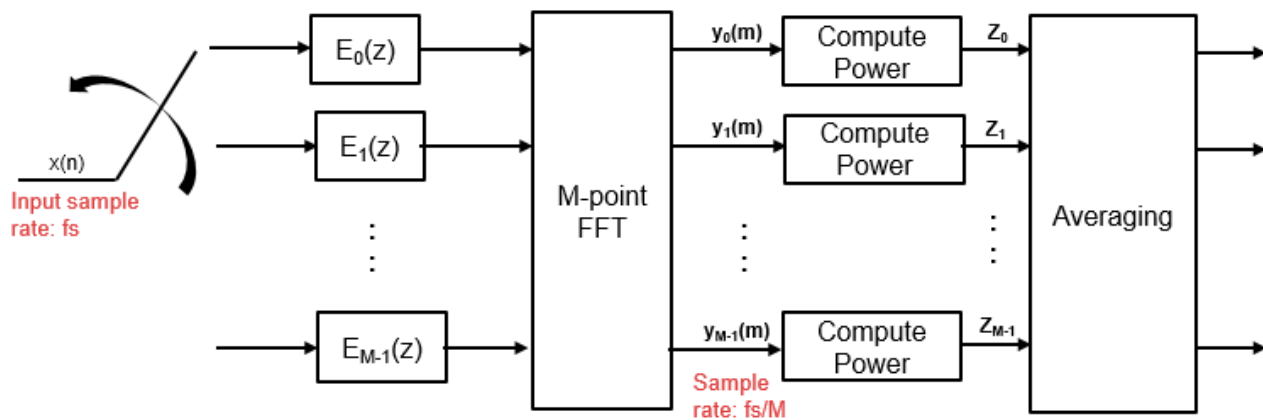 x(n)
Input sample
rate: fs
E0(z)
E1(z)
⋮
⋮
EM-1(z)
M-point
FFT
y0(m)
y1(m)
⋮
⋮
yM-1(m)
Sample
rate: fs/M
Compute
Power
Compute
Power
Compute
Power
Z0
Z1
⋮
⋮
ZM-1
Averaging